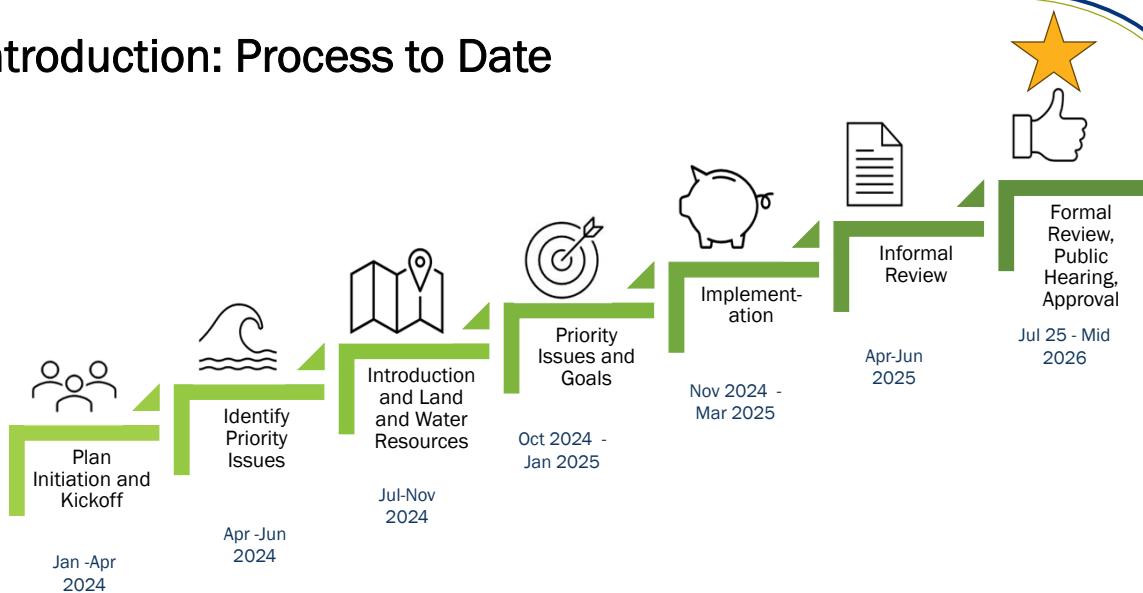 ntroduction: Process to Date
Plan
Initiation and
Kickoff
Jan -Apr
2024
Identify
Priority
Issues
Apr -Jun
2024
Introduction
and Land
and Water
Resources
Jul-Nov
2024
Priority
Issues and
Goals
Oct 2024 -
Jan 2025
Implement-
ation
Nov 2024 -
Mar 2025
Informal
Review
Apr-Jun
2025
Formal
Review,
Public
Hearing,
Approval
Jul 25 - Mid
2026